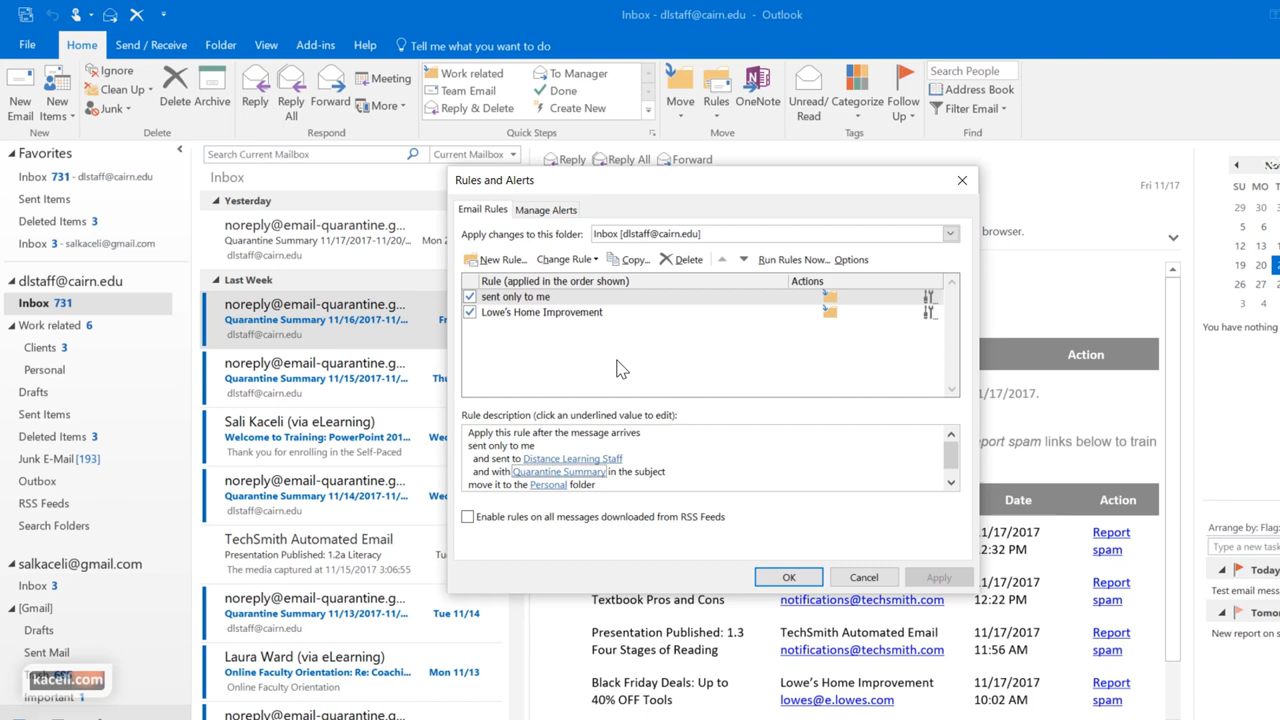 Inbox - dlstaff@cairn.edu - Outlook
File Home Send / Receive Folder View Add-ins Help Tell me what you want to do
New Email
New Items
New
Ignore
Clean Up
Junk
Delete
Archive
Delete
Reply
Reply All
Forward
Meeting
More
Respond
Work related
Team Email
Reply & Delete
To Manager
Done
Create New
Quick Steps
Move
Rules
OneNote
Move
Unread/ Read
Categorize
Follow Up
Tags
Search People
Address Book
Filter Email
Find
Favorites
Inbox 731 - dlstaff@cairn.edu
Sent Items
Deleted Items 3
Inbox 3 - salkaceli@gmail.com
dlstaff@cairn.edu
Inbox 731
Work related 6
Clients 3
Personal
Drafts
Sent Items
Deleted Items 3
Junk E-Mail [193]
Outbox
RSS Feeds
Search Folders
salkaceli@gmail.com
Inbox 3
[Gmail]
Drafts
Sent Mail
kaceli.com
Important 1
Search Current Mailbox
Current Mailbox
Inbox
Yesterday
noreply@email-quarantine.g...
Quarantine Summary 11/17/2017-11/20/... Mon 2
dlstaff@cairn.edu
Last Week
noreply@email-quarantine.g...
Quarantine Summary 11/16/2017-11/...
dlstaff@cairn.edu
noreply@email-quarantine.g...
Quarantine Summary 11/15/2017-11/...
dlstaff@cairn.edu
Sali Kaceli (via eLearning)
Welcome to Training: PowerPoint 201...
Thank you for enrolling in the Self-Paced
noreply@email-quarantine.g...
Quarantine Summary 11/14/2017-11/...
dlstaff@cairn.edu
TechSmith Automated Email
Presentation Published: 1.2a Literacy
The media captured at 11/15/2017 3:06:55
noreply@email-quarantine.g...
Quarantine Summary 11/13/2017-11/... Tue 11/14
dlstaff@cairn.edu
Laura Ward (via eLearning)
Online Faculty Orientation: Re: Coachi... Mon 11/13
Online Faculty Orientation
noreply@email-quarantine.g...
Reply Reply All Forward
Fri 11/17
browser.
Rules and Alerts
Email Rules Manage Alerts
Apply changes to this folder: Inbox [dlstaff@cairn.edu]
New Rule... Change Rule Copy... Delete Run Rules Now... Options
Rule (applied in the order shown) Actions
sent only to me
Lowe's Home Improvement
Rule description (click an underlined value to edit):
Apply this rule after the message arrives
sent only to me
and sent to Distance Learning Staff
and with Quarantine Summary in the subject
move it to the Personal folder
Enable rules on all messages downloaded from RSS Feeds
OK Cancel Apply
Action
/17/2017.
port spam links below to train
Date Action
1/17/2017 2:32 PM Report spam
Textbook Pros and Cons notifications@techsmith.com 11/17/2017 12:22 PM Report spam
Presentation Published: 1.3 Four Stages of Reading TechSmith Automated Email notifications@techsmith.com 11/17/2017 11:56 AM Report spam
Black Friday Deals: Up to 40% OFF Tools Lowe's Home Improvement lowes@e.lowes.com 11/17/2017 10:02 AM Report spam
SU MO
29 30
5 6
12 13
19 20
26 27
3 4
You have nothing
Arrange by: Flag:
Type a new task
Today
Test email messa
Tomor
New report on s